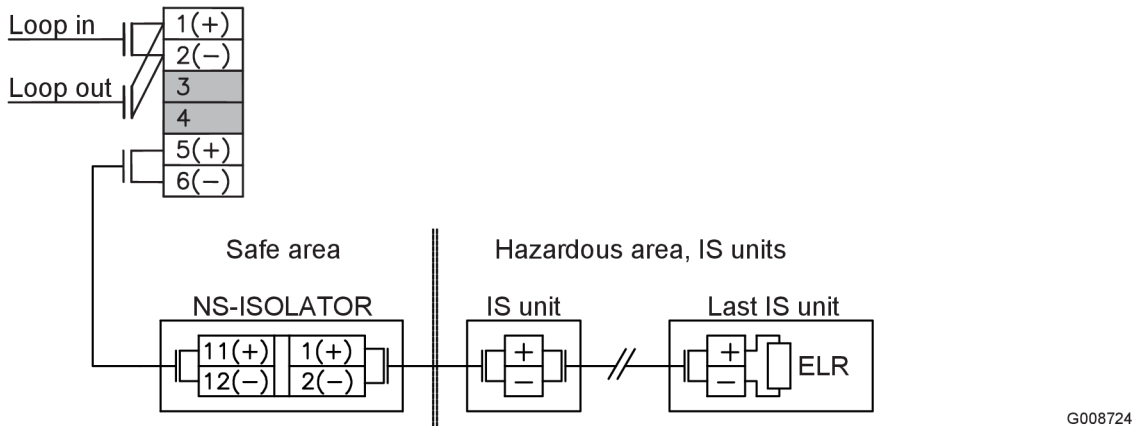 Loop in
1(+)
2(−)
Loop out
3
4
5(+)
6(−)
Safe area
Hazardous area, IS units
NS-ISOLATOR
IS unit
Last IS unit
11(+)
1(+)
+
+
ELR
12(−)
2(−)
−
−
G008724